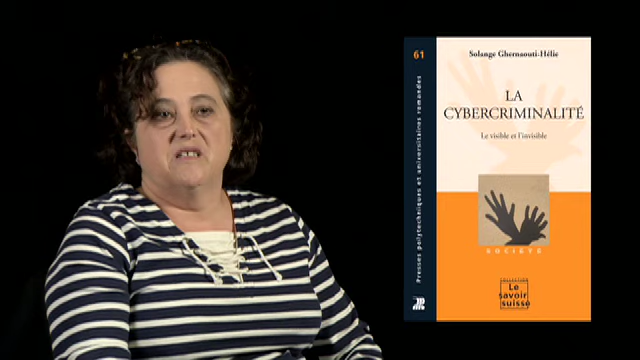 61
Solange Ghernaouti-Hélie
LA
CYBERCRIMINALITÉ
Le visible et l'invisible
Presses polytechniques et universitaires romandes
SOCIÉTÉ
COLLECTION
Le
savoir
suisse